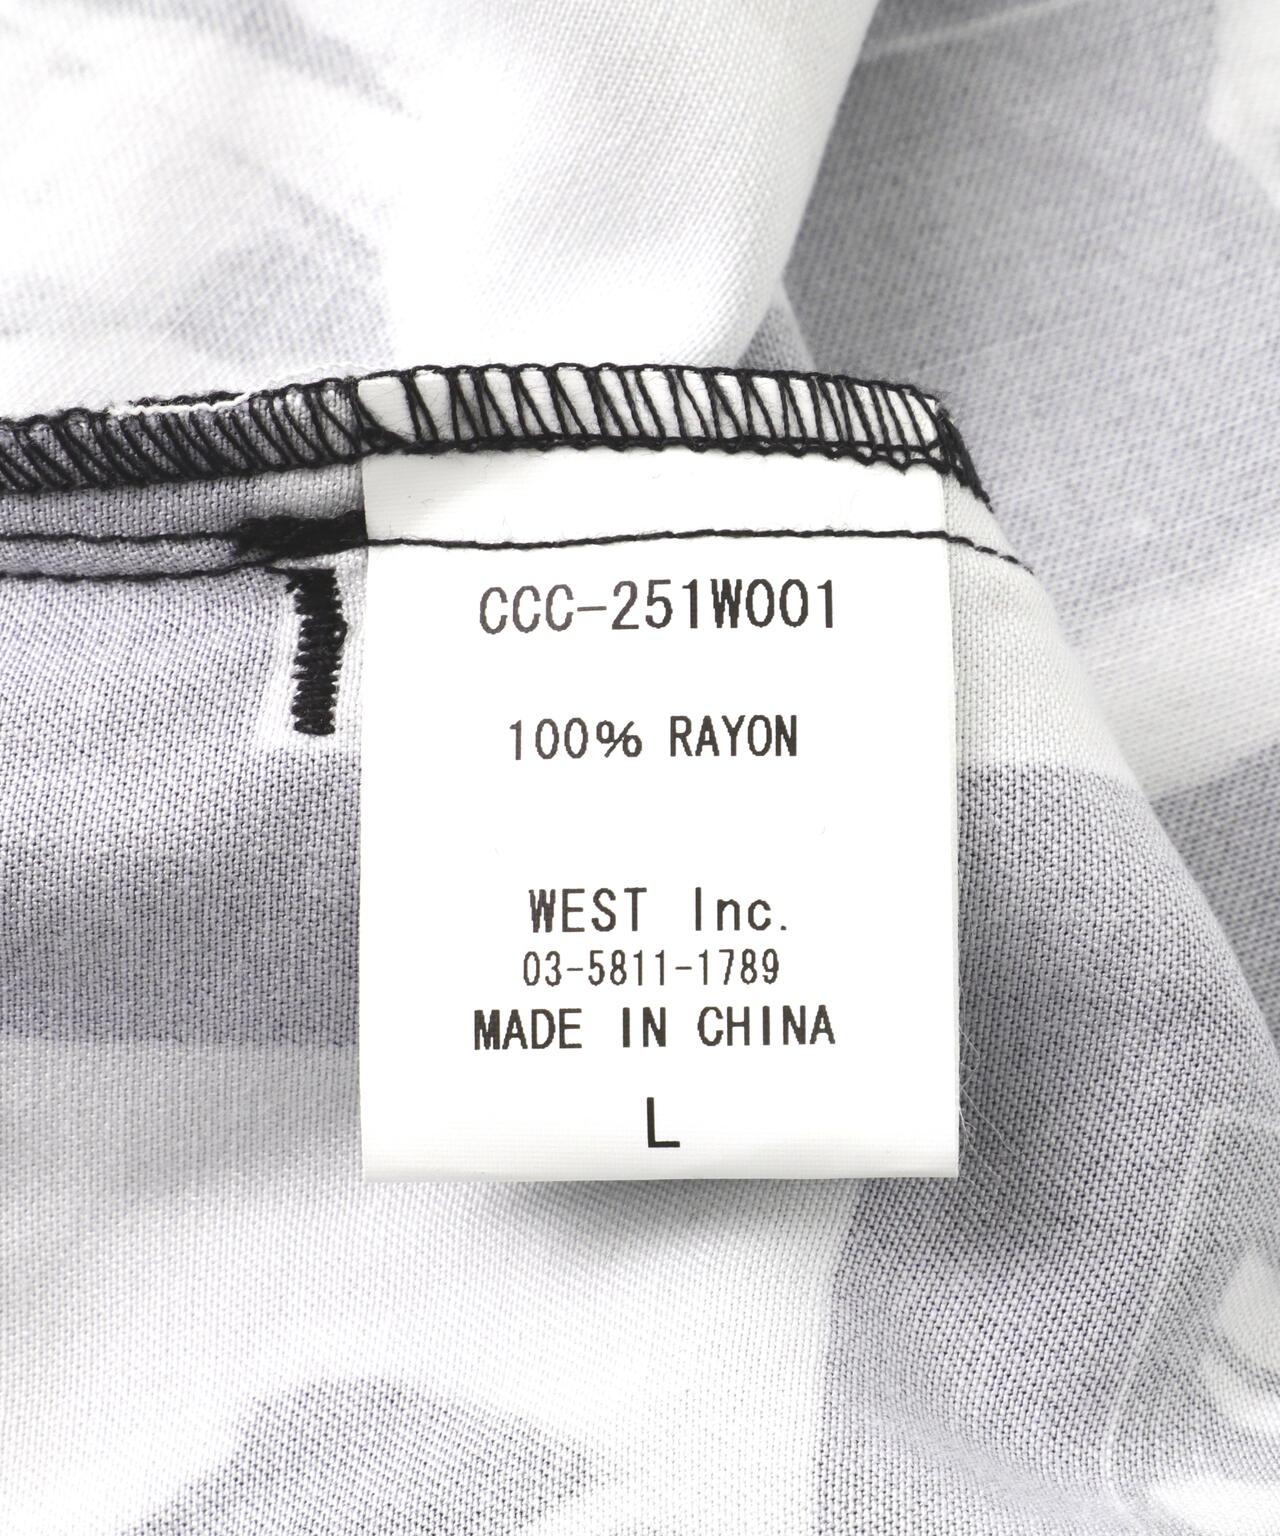 CCC-251W001
100% RAYON
WEST Inc.
03-5811-1789
MADE IN CHINA
L